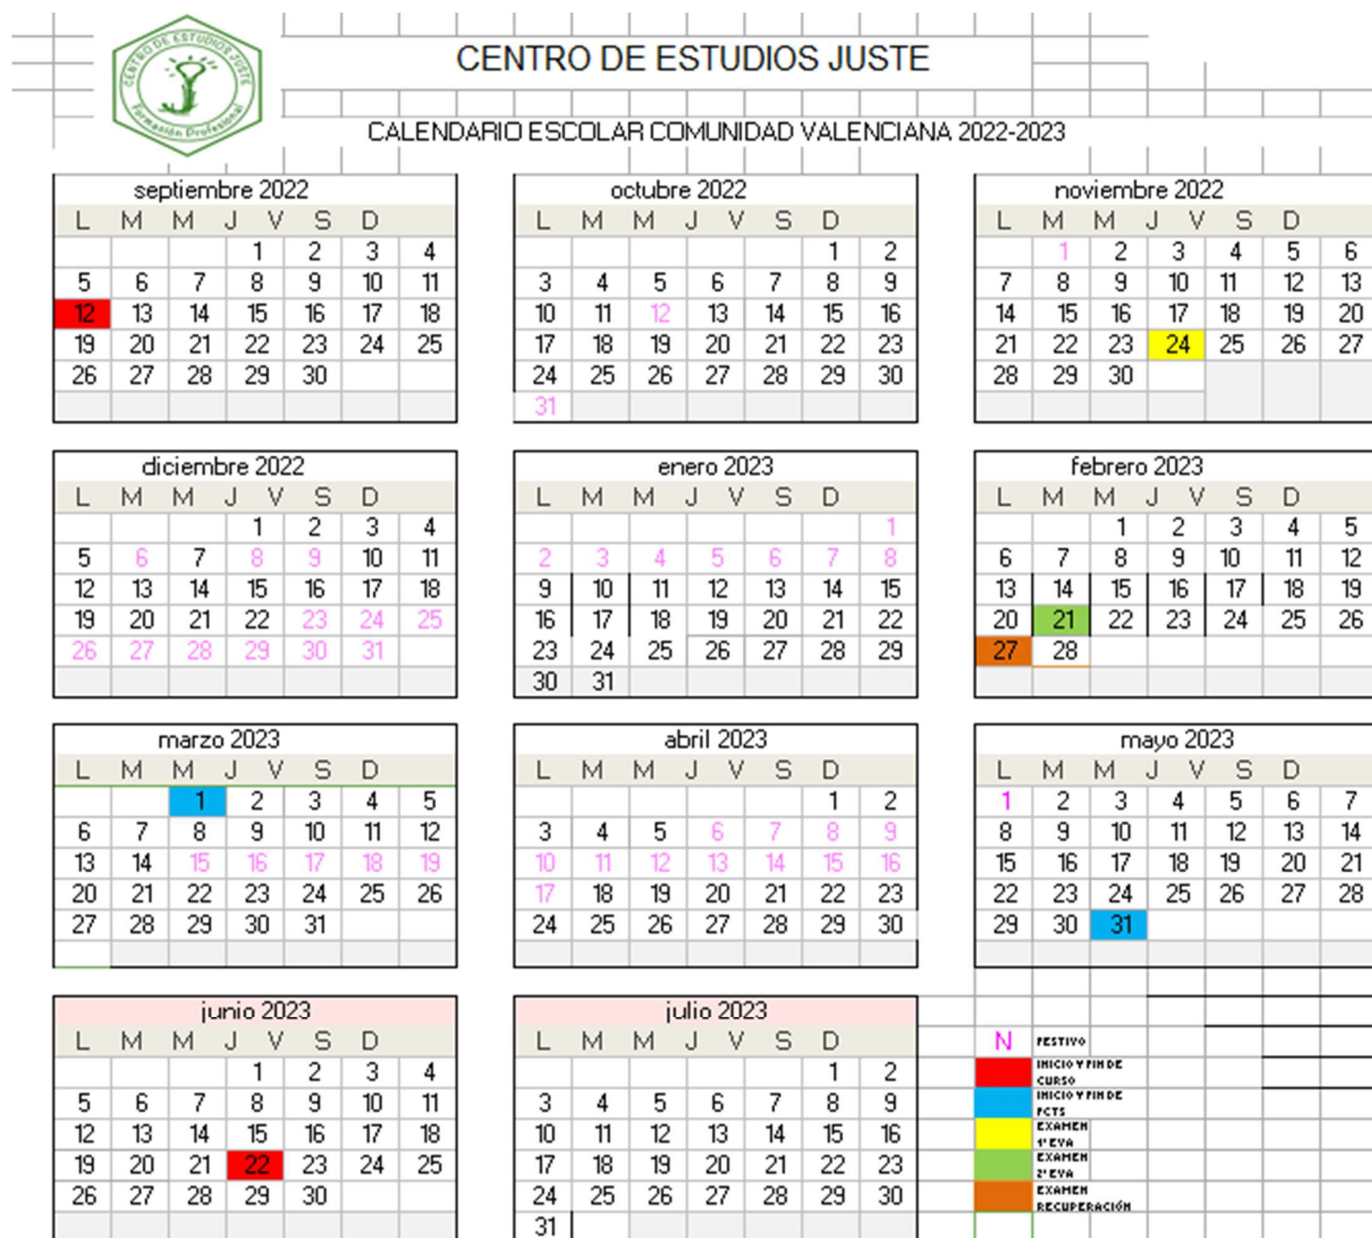 CENTRO DE ESTUDIOS JUSTE
Formación Profesional
CENTRO DE ESTUDIOS JUSTE
CALENDARIO ESCOLAR COMUNIDAD VALENCIANA 2022-2023
septiembre 2022
L M M J V S D
1 2 3 4
5 6 7 8 9 10 11
12 13 14 15 16 17 18
19 20 21 22 23 24 25
26 27 28 29 30
octubre 2022
L M M J V S D
1 2
3 4 5 6 7 8 9
10 11 12 13 14 15 16
17 18 19 20 21 22 23
24 25 26 27 28 29 30
31
noviembre 2022
L M M J V S D
1 2 3 4 5 6
7 8 9 10 11 12 13
14 15 16 17 18 19 20
21 22 23 24 25 26 27
28 29 30
diciembre 2022
L M M J V S D
1 2 3 4
5 6 7 8 9 10 11
12 13 14 15 16 17 18
19 20 21 22 23 24 25
26 27 28 29 30 31
enero 2023
L M M J V S D
1
2 3 4 5 6 7 8
9 10 11 12 13 14 15
16 17 18 19 20 21 22
23 24 25 26 27 28 29
30 31
febrero 2023
L M M J V S D
1 2 3 4 5
6 7 8 9 10 11 12
13 14 15 16 17 18 19
20 21 22 23 24 25 26
27 28
marzo 2023
L M M J V S D
1 2 3 4 5
6 7 8 9 10 11 12
13 14 15 16 17 18 19
20 21 22 23 24 25 26
27 28 29 30 31
abril 2023
L M M J V S D
1 2
3 4 5 6 7 8 9
10 11 12 13 14 15 16
17 18 19 20 21 22 23
24 25 26 27 28 29 30
mayo 2023
L M M J V S D
1 2 3 4 5 6 7
8 9 10 11 12 13 14
15 16 17 18 19 20 21
22 23 24 25 26 27 28
29 30 31
junio 2023
L M M J V S D
1 2 3 4
5 6 7 8 9 10 11
12 13 14 15 16 17 18
19 20 21 22 23 24 25
26 27 28 29 30
julio 2023
L M M J V S D
1 2
3 4 5 6 7 8 9
10 11 12 13 14 15 16
17 18 19 20 21 22 23
24 25 26 27 28 29 30
31
N FESTIVO
INICIO Y FIN DE
CURSO
INICIO Y FIN DE
FCTS
EXAMEN
1ª EVA
EXAMEN
2ª EVA
EXAMEN
RECUPERACIÓN